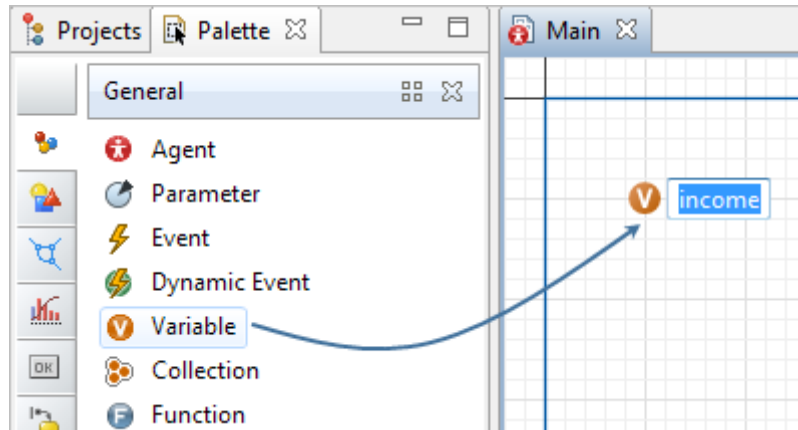 Projects Palette Main
General
Agent
Parameter
V income
Event
Dynamic Event
V Variable
OK Collection
F Function